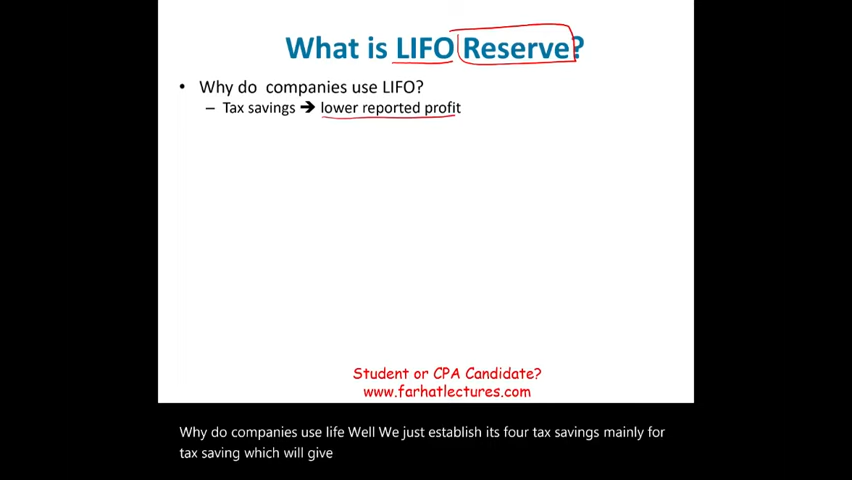 What is LIFO Reserve?
• Why do companies use LIFO?
– Tax savings ➔ lower reported profit
Student or CPA Candidate?
www.farhatlectures.com
Why do companies use life Well We just establish its four tax savings mainly for
tax saving which will give